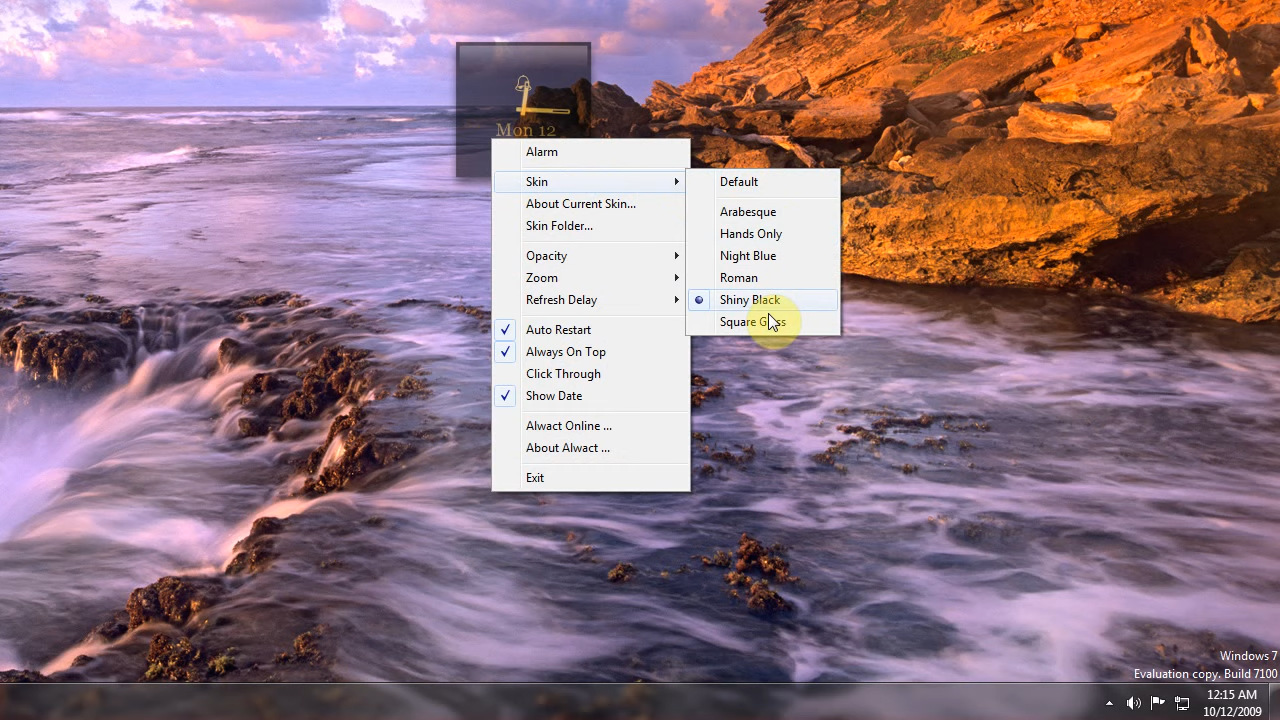 Mon 12
Alarm
Skin
About Current Skin...
Skin Folder...
Opacity
Zoom
Refresh Delay
Auto Restart
Always On Top
Click Through
Show Date
Alwact Online ...
About Alwact ...
Exit
Default
Arabesque
Hands Only
Night Blue
Roman
Shiny Black
Square Glass
Windows 7
Evaluation copy. Build 7100
12:15 AM
10/12/2009